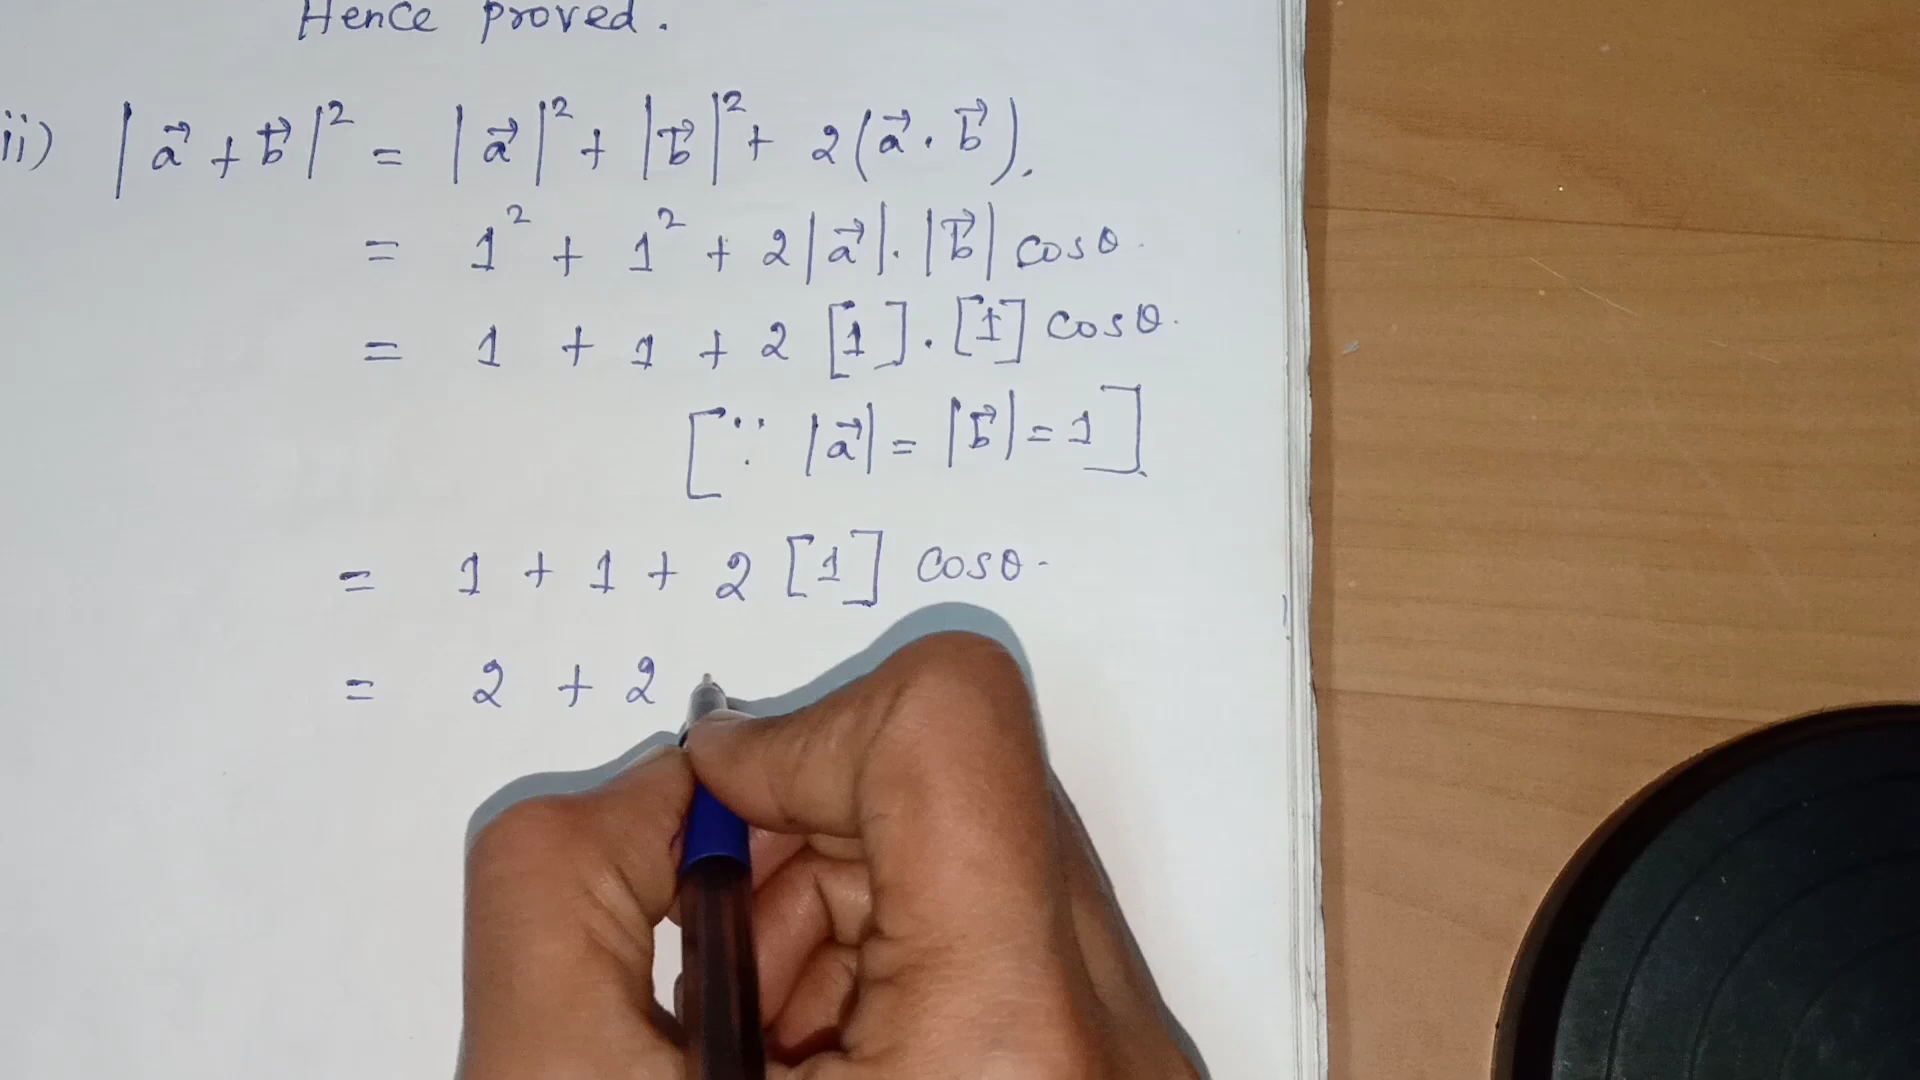 Hence proved.
ii) |a⃗ + b⃗|² = |a⃗|² + |b⃗|² + 2(a⃗ . b⃗).
= 1² + 1² + 2|a⃗|.|b⃗| cosθ.
= 1 + 1 + 2 [1].[1] cosθ.
[∵ |a⃗| = |b⃗| = 1]
= 1 + 1 + 2 [1] cosθ.
= 2 + 2